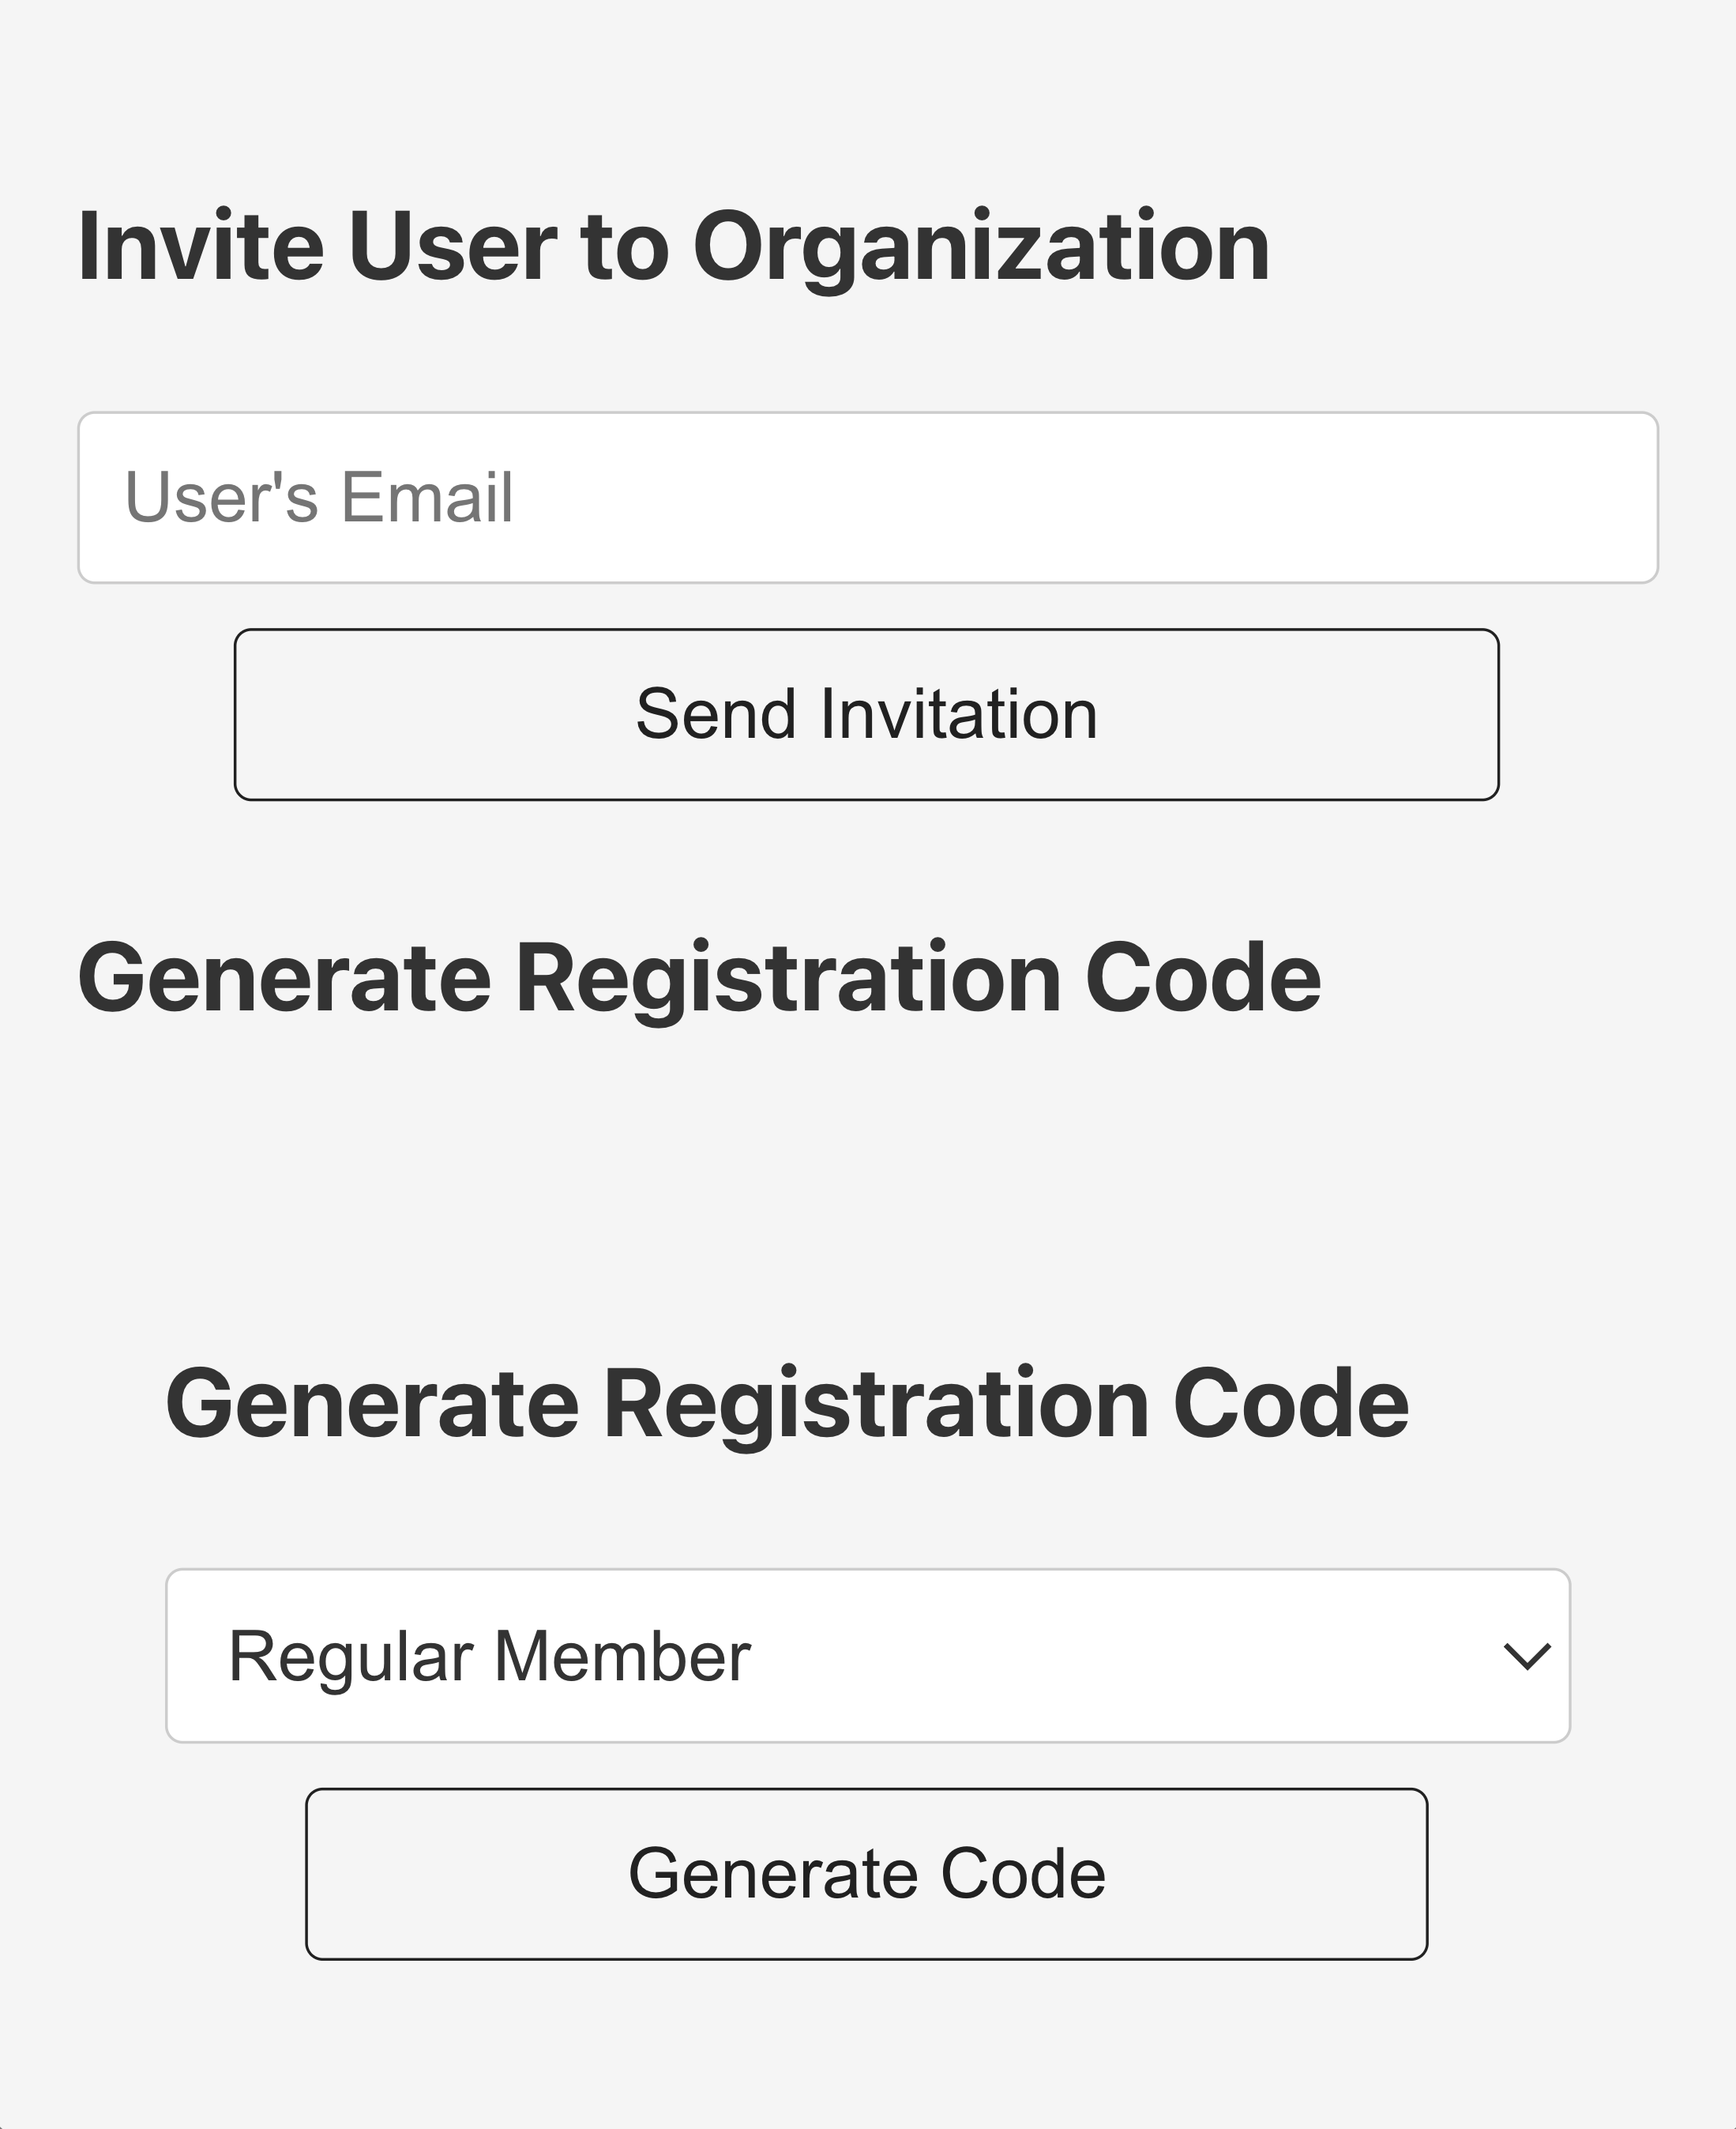 Invite User to Organization
User's Email
Send Invitation
Generate Registration Code
Generate Registration Code
Regular Member
Generate Code